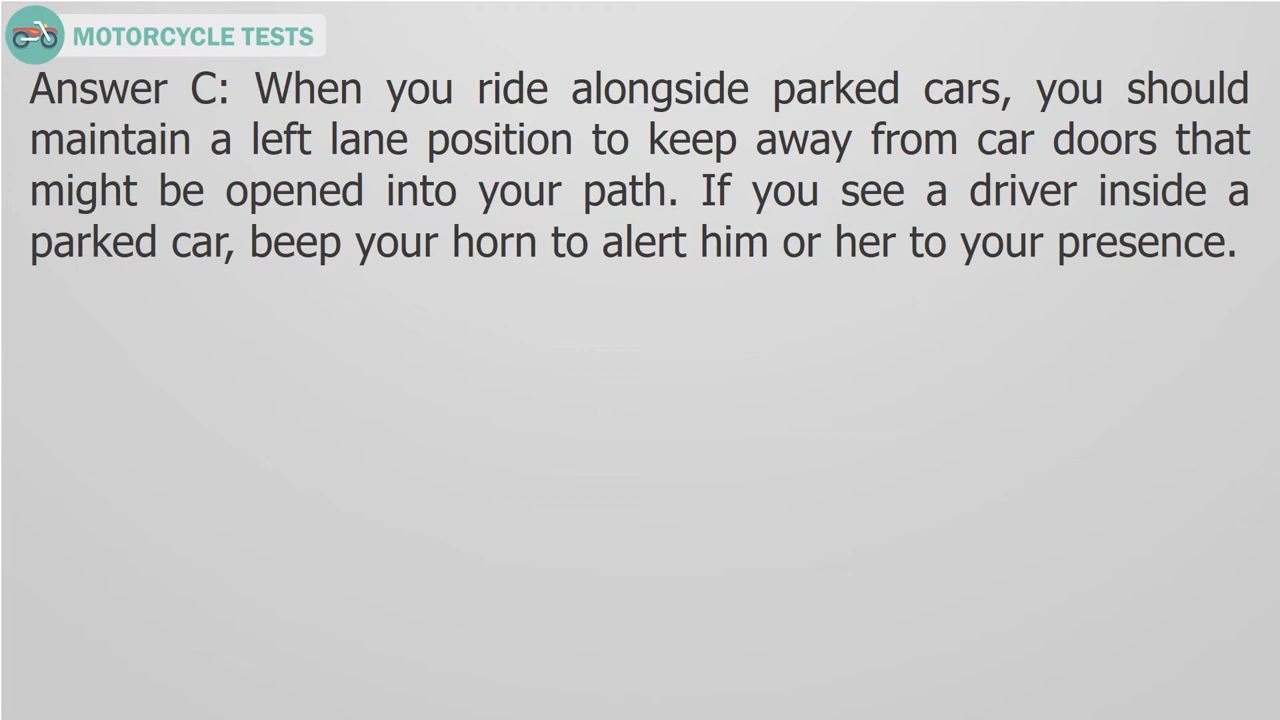 MOTORCYCLE TESTS
Answer C: When you ride alongside parked cars, you should
maintain a left lane position to keep away from car doors that
might be opened into your path. If you see a driver inside a
parked car, beep your horn to alert him or her to your presence.